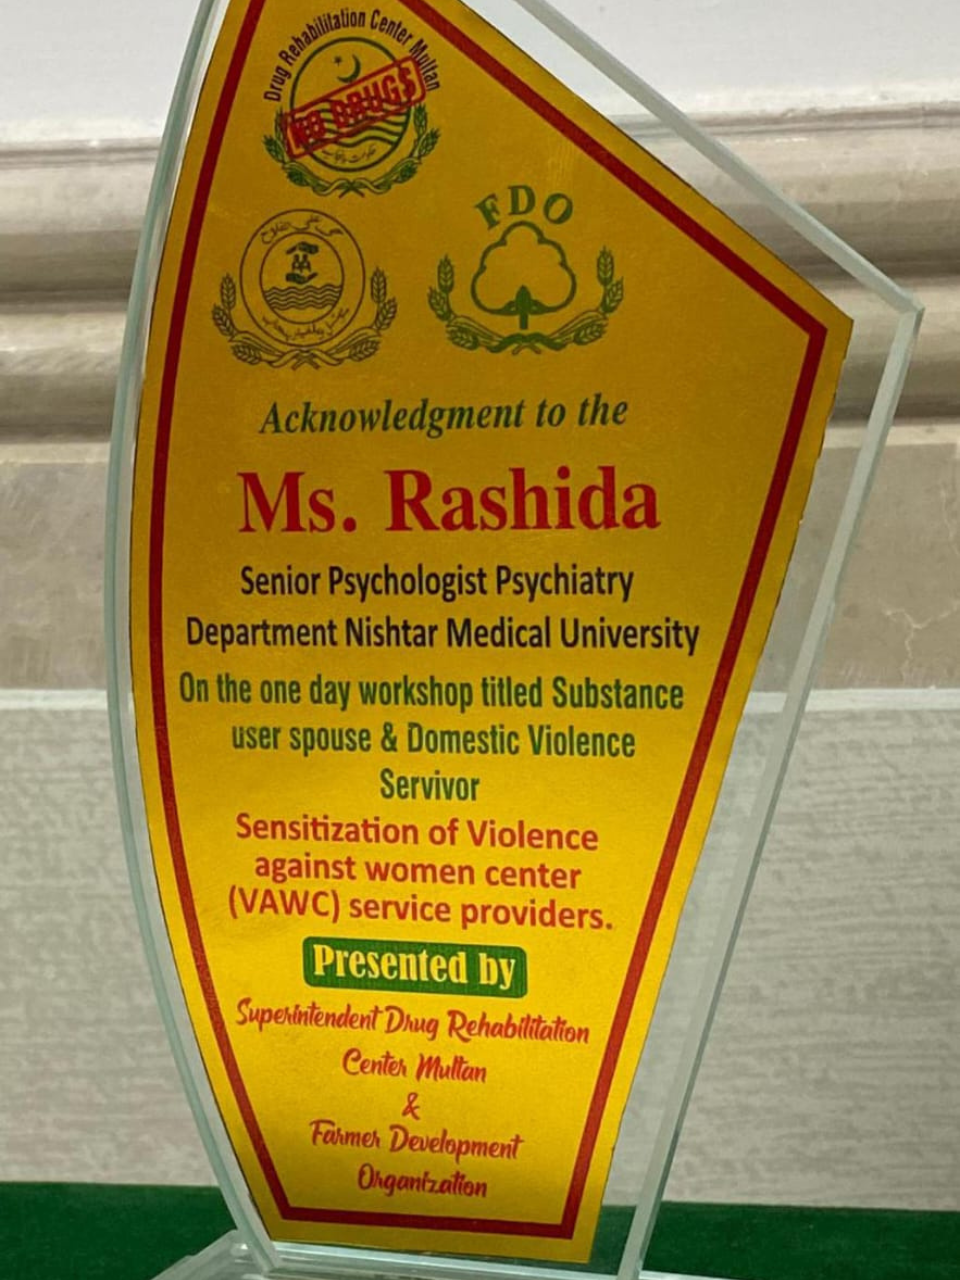 Drug Rehabilitation Center Multan
NO DRUGS
FDO
Acknowledgment to the
Ms. Rashida
Senior Psychologist Psychiatry
Department Nishtar Medical University
On the one day workshop titled Substance
user spouse & Domestic Violence
Servivor
Sensitization of Violence
against women center
(VAWC) service providers.
Presented by
Superintendent Drug Rehabilitation
Center Multan
&
Farmer Development
Organization